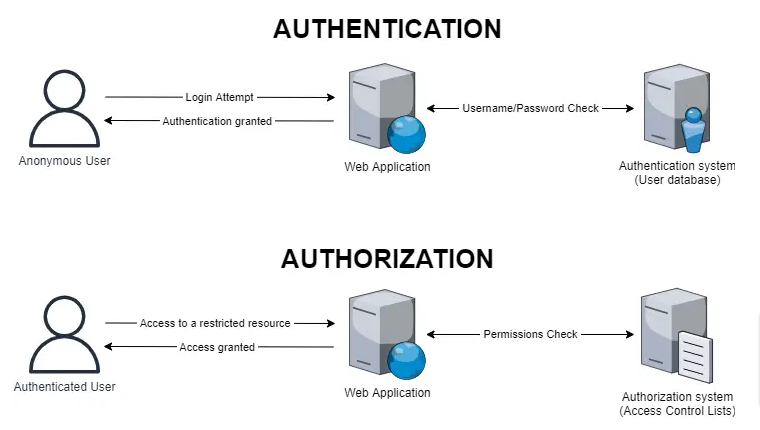 AUTHENTICATION
Login Attempt
Authentication granted
Username/Password Check
Anonymous User
Web Application
Authentication system
(User database)
AUTHORIZATION
Access to a restricted resource
Access granted
Permissions Check
Authenticated User
Web Application
Authorization system
(Access Control Lists)